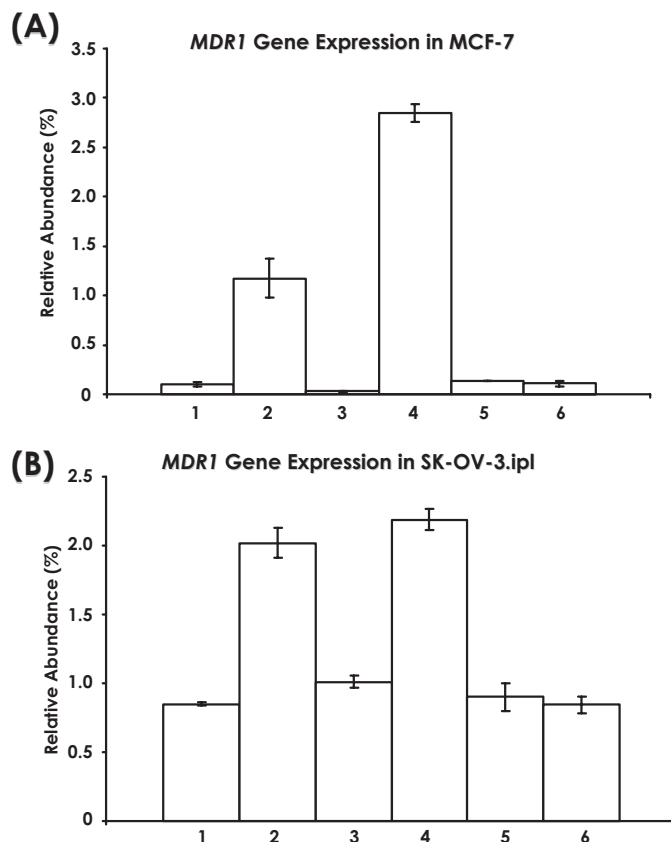 (A)
MDR1 Gene Expression in MCF-7
Relative Abundance (%)
3.5
3.0
2.5
2.0
1.5
1.0
0.5
0
1 2 3 4 5 6
(B)
MDR1 Gene Expression in SK-OV-3.ipl
Relative Abundance (%)
2.5
2.0
1.5
1.0
0.5
0
1 2 3 4 5 6